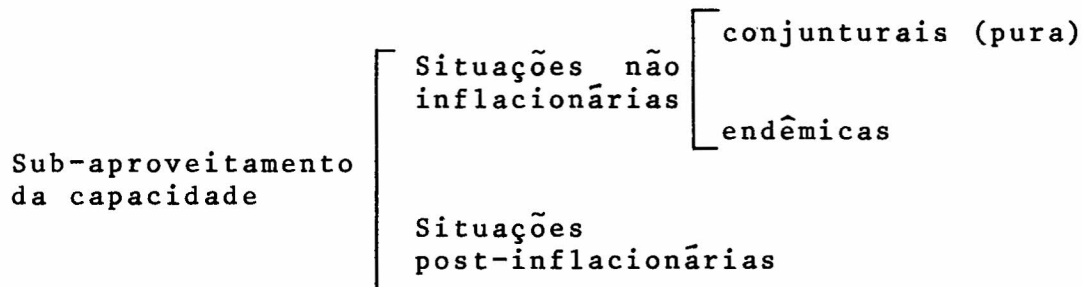 conjunturais (pura)
Situações não
inflacionárias
endêmicas
Sub-aproveitamento
da capacidade
Situações
post-inflacionárias